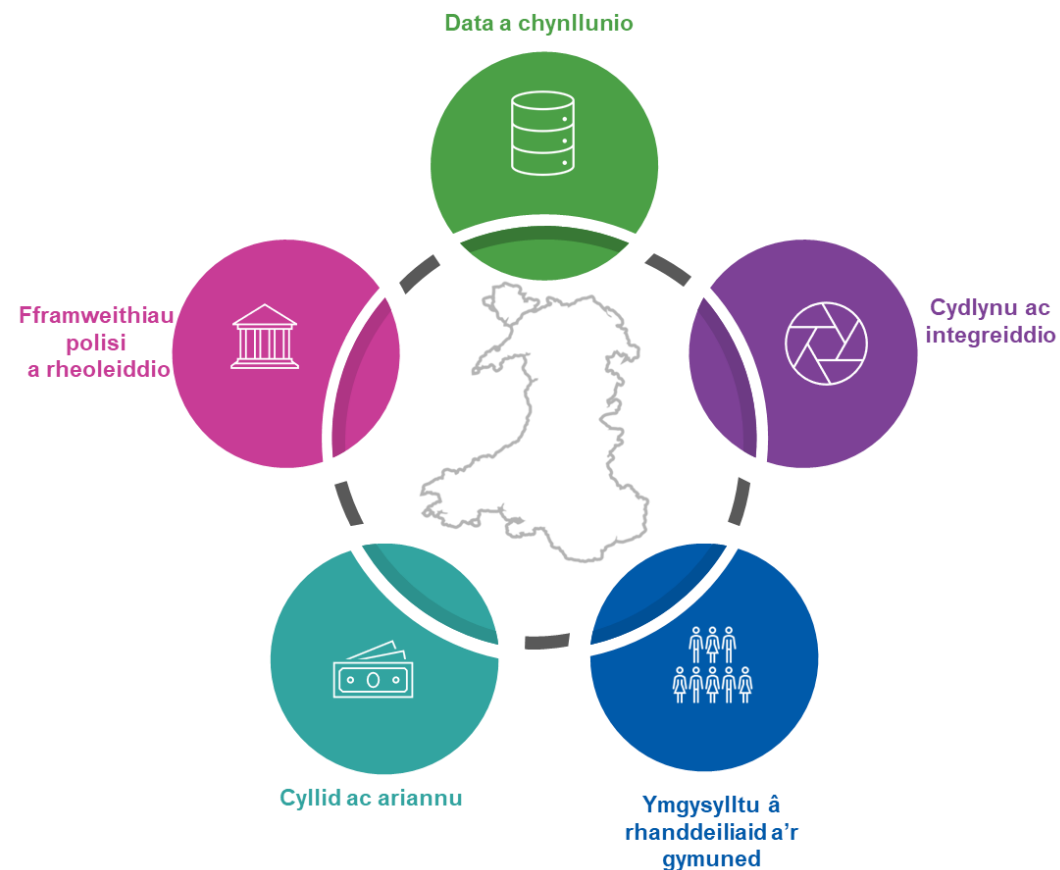 Data a chynllunio
Fframweithiau
polisi
a rheoleiddio
Cydlynu ac
integreiddio
Cyllid ac ariannu
Ymgysylltu â
rhanddeiliaid a’r
gymuned